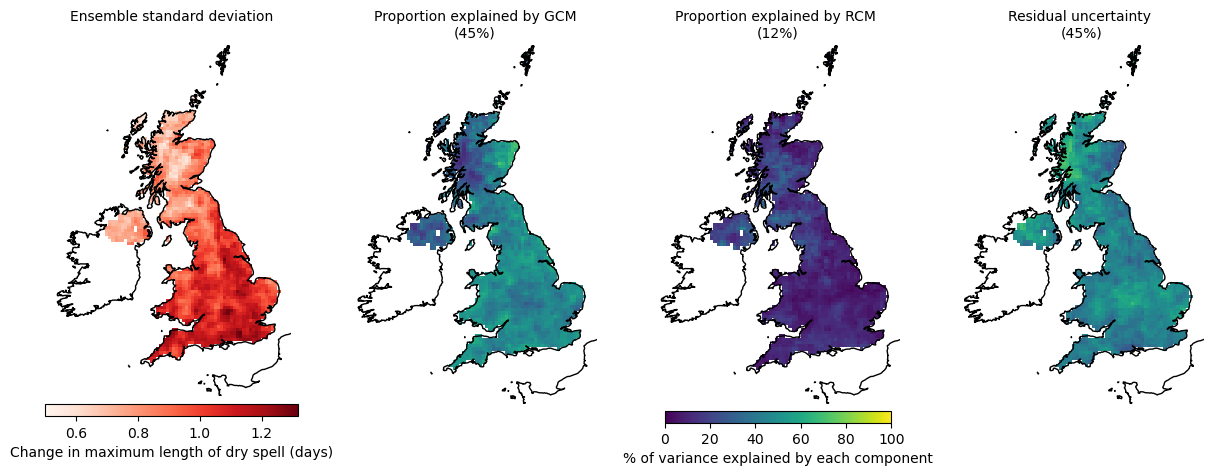 Ensemble standard deviation
Proportion explained by GCM
(45%)
Proportion explained by RCM
(12%)
Residual uncertainty
(45%)
0.6 0.8 1.0 1.2
Change in maximum length of dry spell (days)
0 20 40 60 80 100
% of variance explained by each component